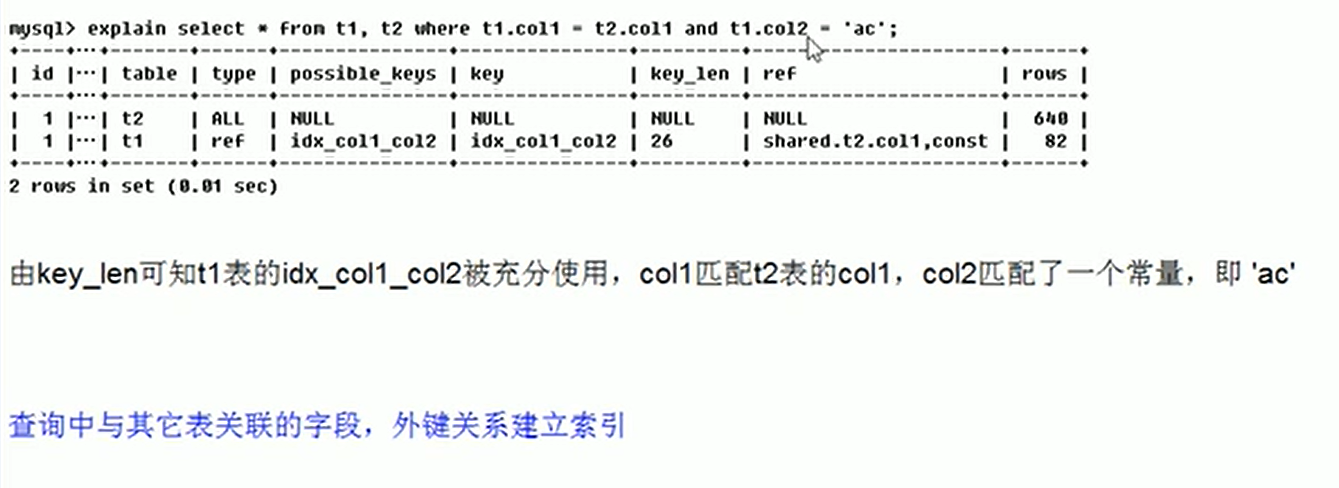 mysql> explain select * from t1, t2 where t1.col1 = t2.col1 and t1.col2 = 'ac';
+----+...+-------+------+---------------+---------------+---------+----------------------+------+
| id |...| table | type | possible_keys | key | key_len | ref | rows |
+----+...+-------+------+---------------+---------------+---------+----------------------+------+
| 1 |...| t2 | ALL | NULL | NULL | NULL | NULL | 640 |
| 1 |...| t1 | ref | idx_col1_col2 | idx_col1_col2 | 26 | shared.t2.col1,const | 82 |
+----+...+-------+------+---------------+---------------+---------+----------------------+------+
2 rows in set (0.01 sec)
由key_len可知t1表的idx_col1_col2被充分使用，col1匹配t2表的col1，col2匹配了一个常量，即 'ac'
查询中与其它表关联的字段，外键关系建立索引